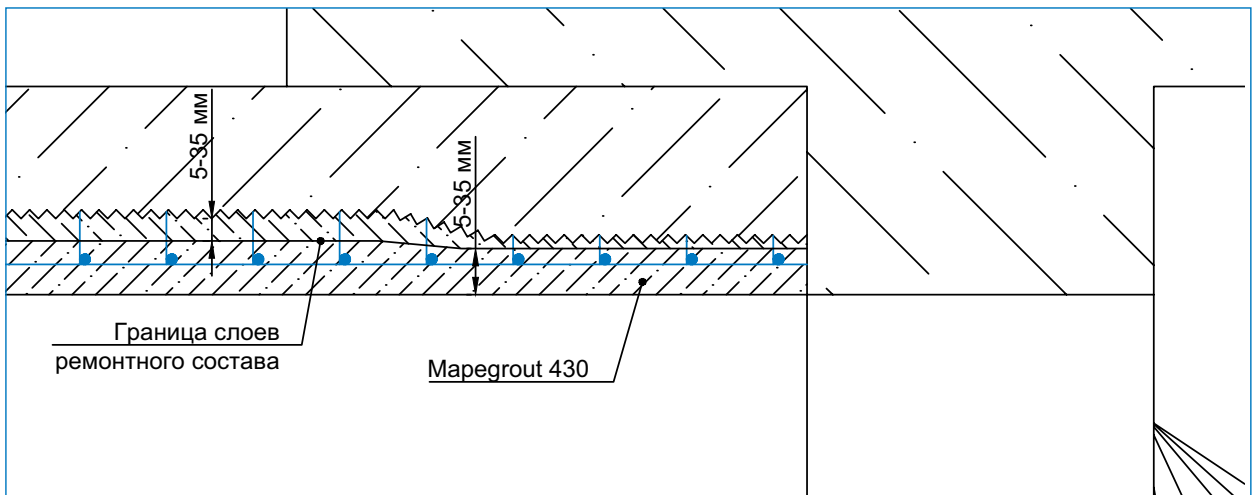 5-35 мм
5-35 мм
Граница слоев
ремонтного состава
Mapegrout 430